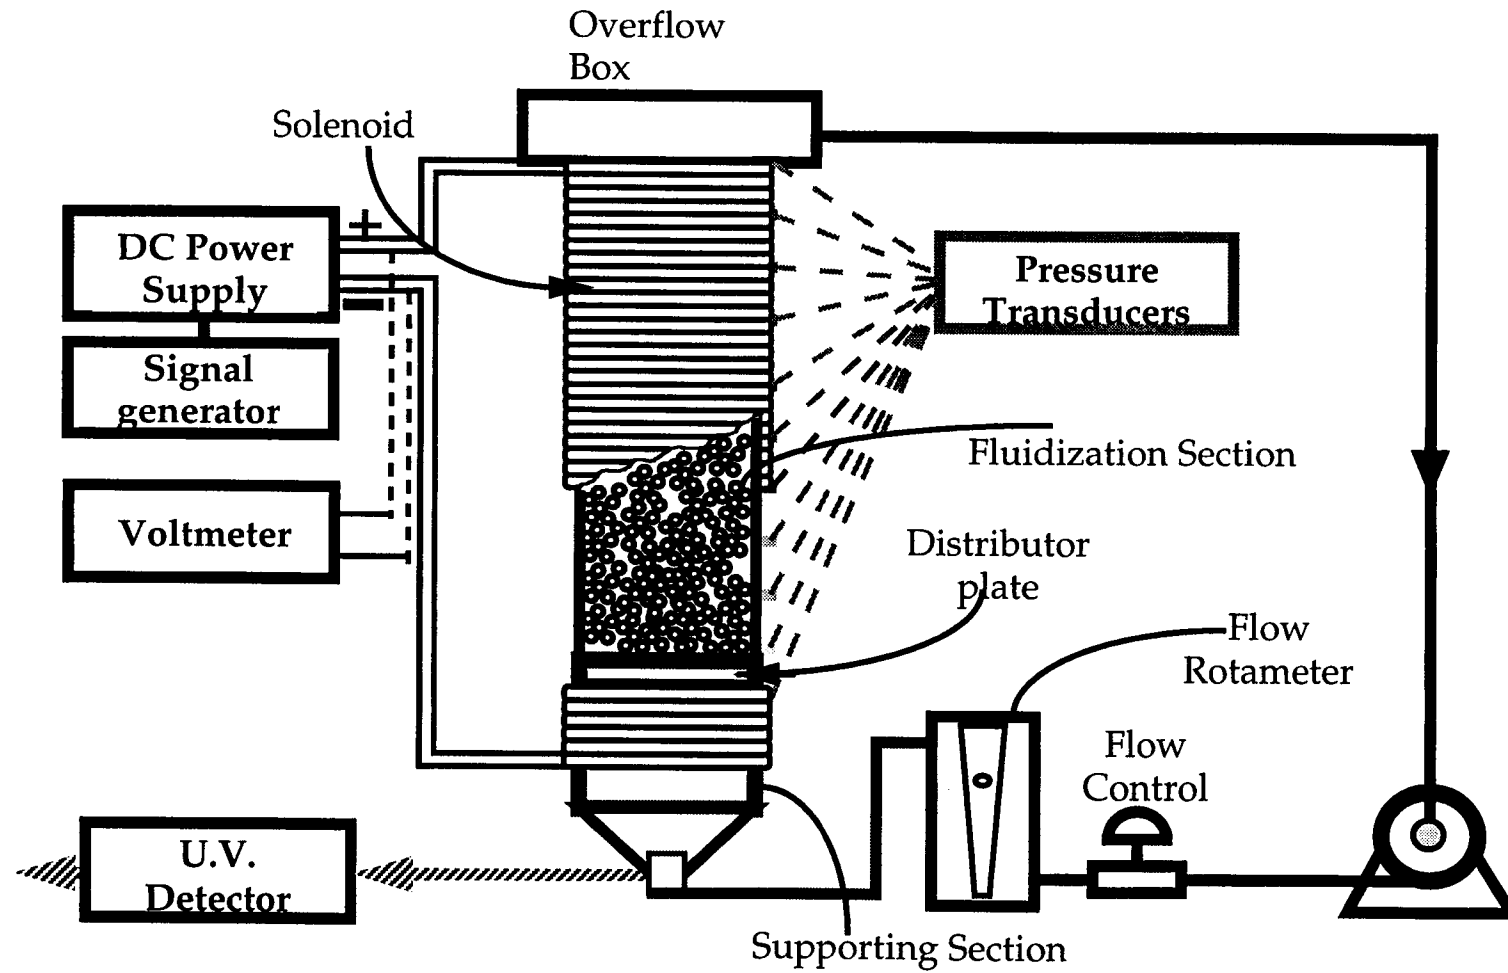 Overflow
Box
Solenoid
+
DC Power
Supply
Signal
generator
Voltmeter
Pressure
Transducers
Fluidization Section
Distributor
plate
Flow
Rotameter
Flow
Control
U.V.
Detector
Supporting Section